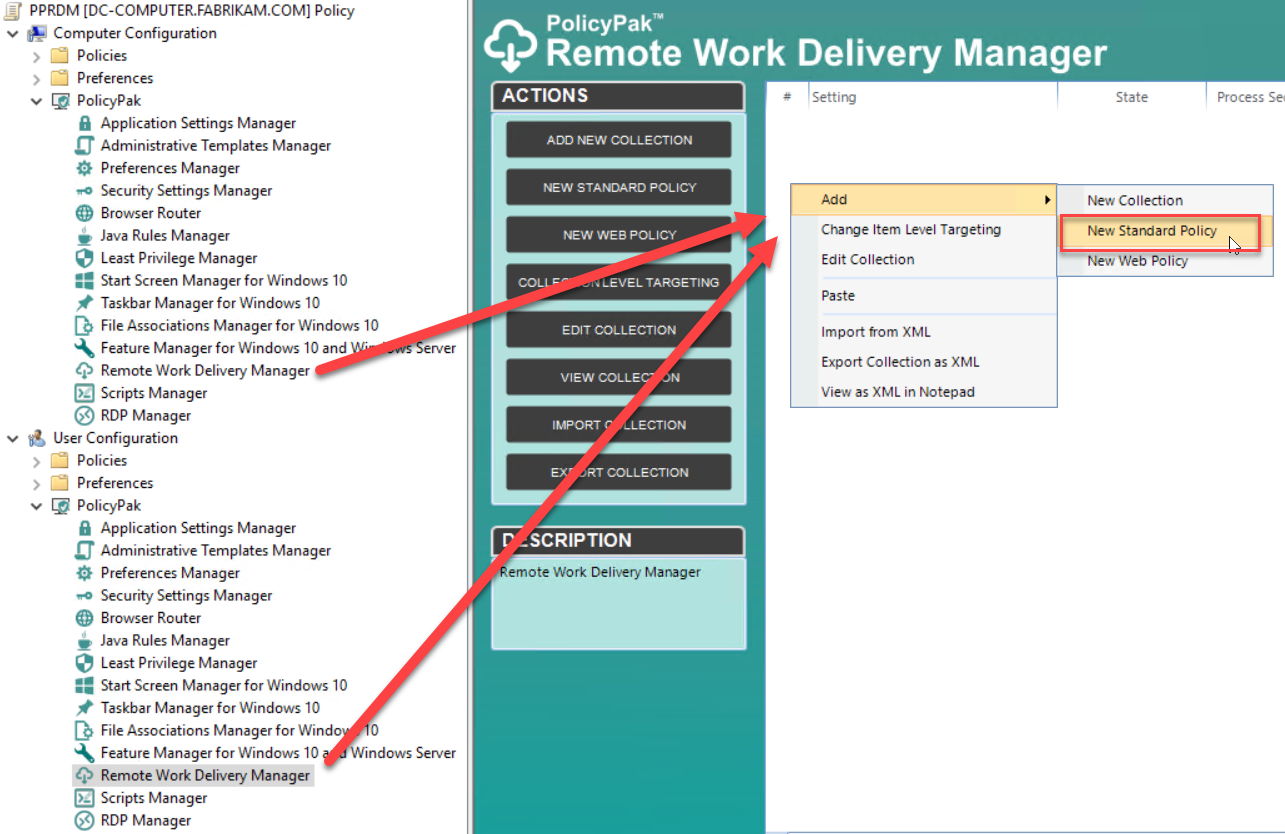 PPRDM [DC-COMPUTER.FABRIKAM.COM] Policy
Computer Configuration
Policies
Preferences
PolicyPak
Application Settings Manager
Administrative Templates Manager
Preferences Manager
Security Settings Manager
Browser Router
Java Rules Manager
Least Privilege Manager
Start Screen Manager for Windows 10
Taskbar Manager for Windows 10
File Associations Manager for Windows 10
Feature Manager for Windows 10 and Windows Server
Remote Work Delivery Manager
Scripts Manager
RDP Manager
User Configuration
Policies
Preferences
PolicyPak
Application Settings Manager
Administrative Templates Manager
Preferences Manager
Security Settings Manager
Browser Router
Java Rules Manager
Least Privilege Manager
Start Screen Manager for Windows 10
Taskbar Manager for Windows 10
File Associations Manager for Windows 10
Feature Manager for Windows 10 and Windows Server
Remote Work Delivery Manager
Scripts Manager
RDP Manager
PolicyPak™
Remote Work Delivery Manager
ACTIONS
ADD NEW COLLECTION
NEW STANDARD POLICY
NEW WEB POLICY
COLLECTION LEVEL TARGETING
EDIT COLLECTION
VIEW COLLECTION
IMPORT COLLECTION
EXPORT COLLECTION
DESCRIPTION
Remote Work Delivery Manager
# Setting State Process Se
Add
Change Item Level Targeting
Edit Collection
Paste
Import from XML
Export Collection as XML
View as XML in Notepad
New Collection
New Standard Policy
New Web Policy